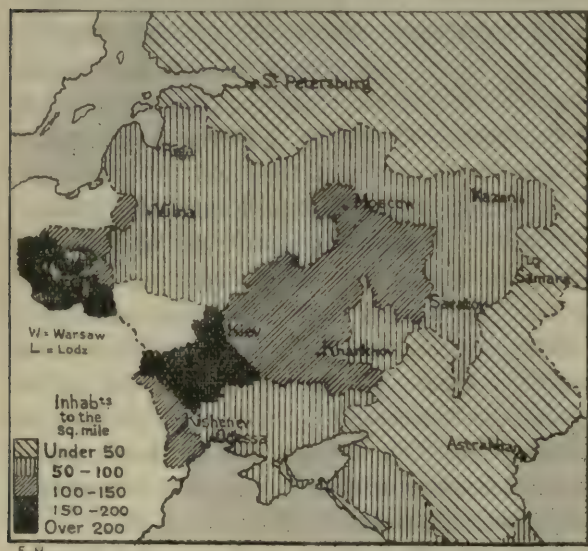 St Petersburg
Riga
Moscow
Kazan
Vilna
Samara
Saratov
W = Warsaw
L = Lodz
Kiev
Kharkhov
Inhabts
to the
sq. mile
Kishenev
Odessa
Astrakhan
Under 50
50 - 100
100 - 150
150 - 200
Over 200